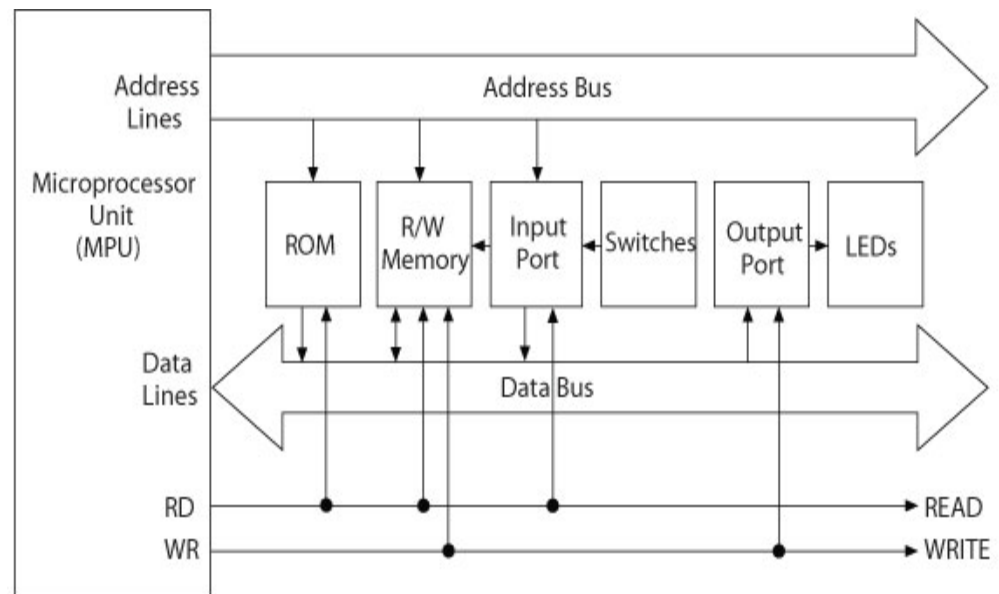 Address Bus
Address
Lines
Microprocessor
Unit
(MPU)
ROM
R/W
Memory
Input
Port
Switches
Output
Port
LEDs
Data
Lines
Data Bus
RD
READ
WR
WRITE